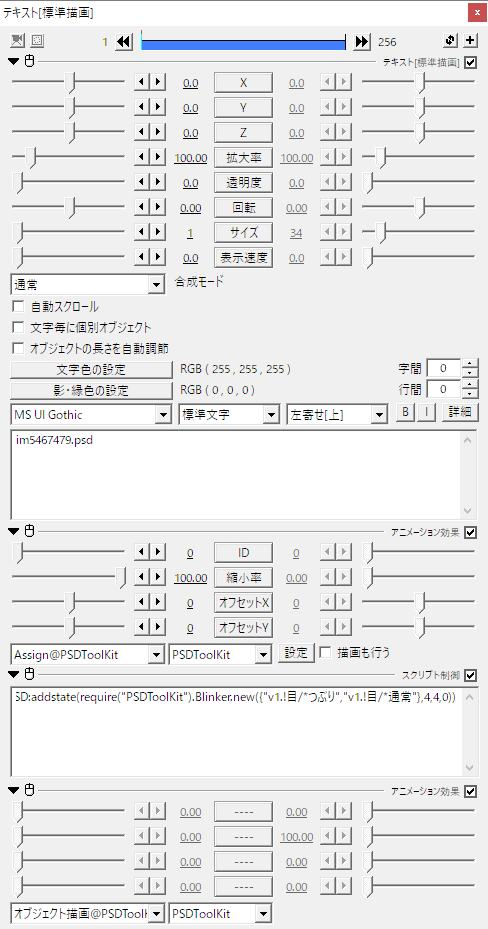 テキスト[標準描画]
1 256
テキスト[標準描画]
0.0 X 0.0
0.0 Y 0.0
0.0 Z 0.0
100.00 拡大率 100.00
0.0 透明度 0.0
0.00 回転 0.00
1 サイズ 34
0.0 表示速度 0.0
通常 合成モード
自動スクロール
文字毎に個別オブジェクト
オブジェクトの長さを自動調節
文字色の設定 RGB ( 255 , 255 , 255 ) 字間 0
影・縁色の設定 RGB ( 0 , 0 , 0 ) 行間 0
MS UI Gothic 標準文字 左寄せ[上] B I 詳細
im5467479.psd
アニメーション効果
0 ID 0
100.00 縮小率 0.00
0 オフセットX 0
0 オフセットY 0
Assign@PSDToolKit PSDToolKit 設定 描画も行う
スクリプト制御
SD:addstate(require("PSDToolKit").Blinker.new({"v1.!目/*つぶり","v1.!目/*通常"},4,4,0))
アニメーション効果
0.00 ---- 0.00
0.00 ---- 100.00
0.00 ---- 0.00
0.00 ---- 0.00
オブジェクト描画@PSDToolK PSDToolKit